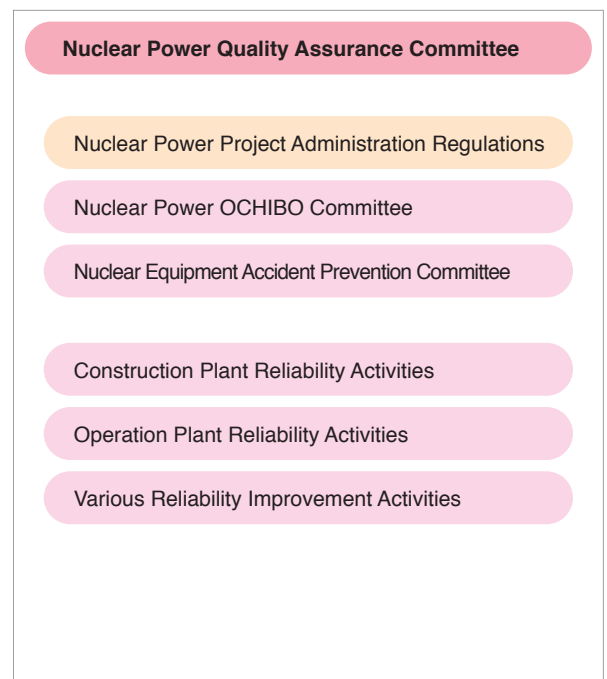 Nuclear Power Quality Assurance Committee
Nuclear Power Project Administration Regulations
Nuclear Power OCHIBO Committee
Nuclear Equipment Accident Prevention Committee
Construction Plant Reliability Activities
Operation Plant Reliability Activities
Various Reliability Improvement Activities